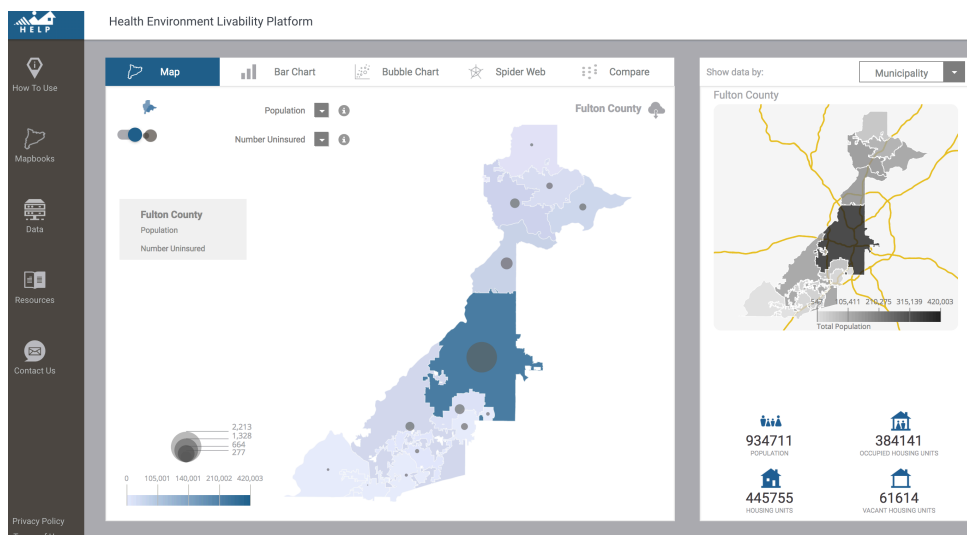 HELP
Health Environment Livability Platform
How To Use
Mapbooks
Data
Resources
Contact Us
Privacy Policy
Map
Bar Chart
Bubble Chart
Spider Web
Compare
Population
Number Uninsured
Fulton County
Fulton County
Population
Number Uninsured
2,213
1,328
664
277
0 105,001 140,001 210,002 420,003
Show data by:
Municipality
Fulton County
547 105,411 210,275 315,139 420,003
Total Population
934711
POPULATION
384141
OCCUPIED HOUSING UNITS
445755
HOUSING UNITS
61614
VACANT HOUSING UNITS